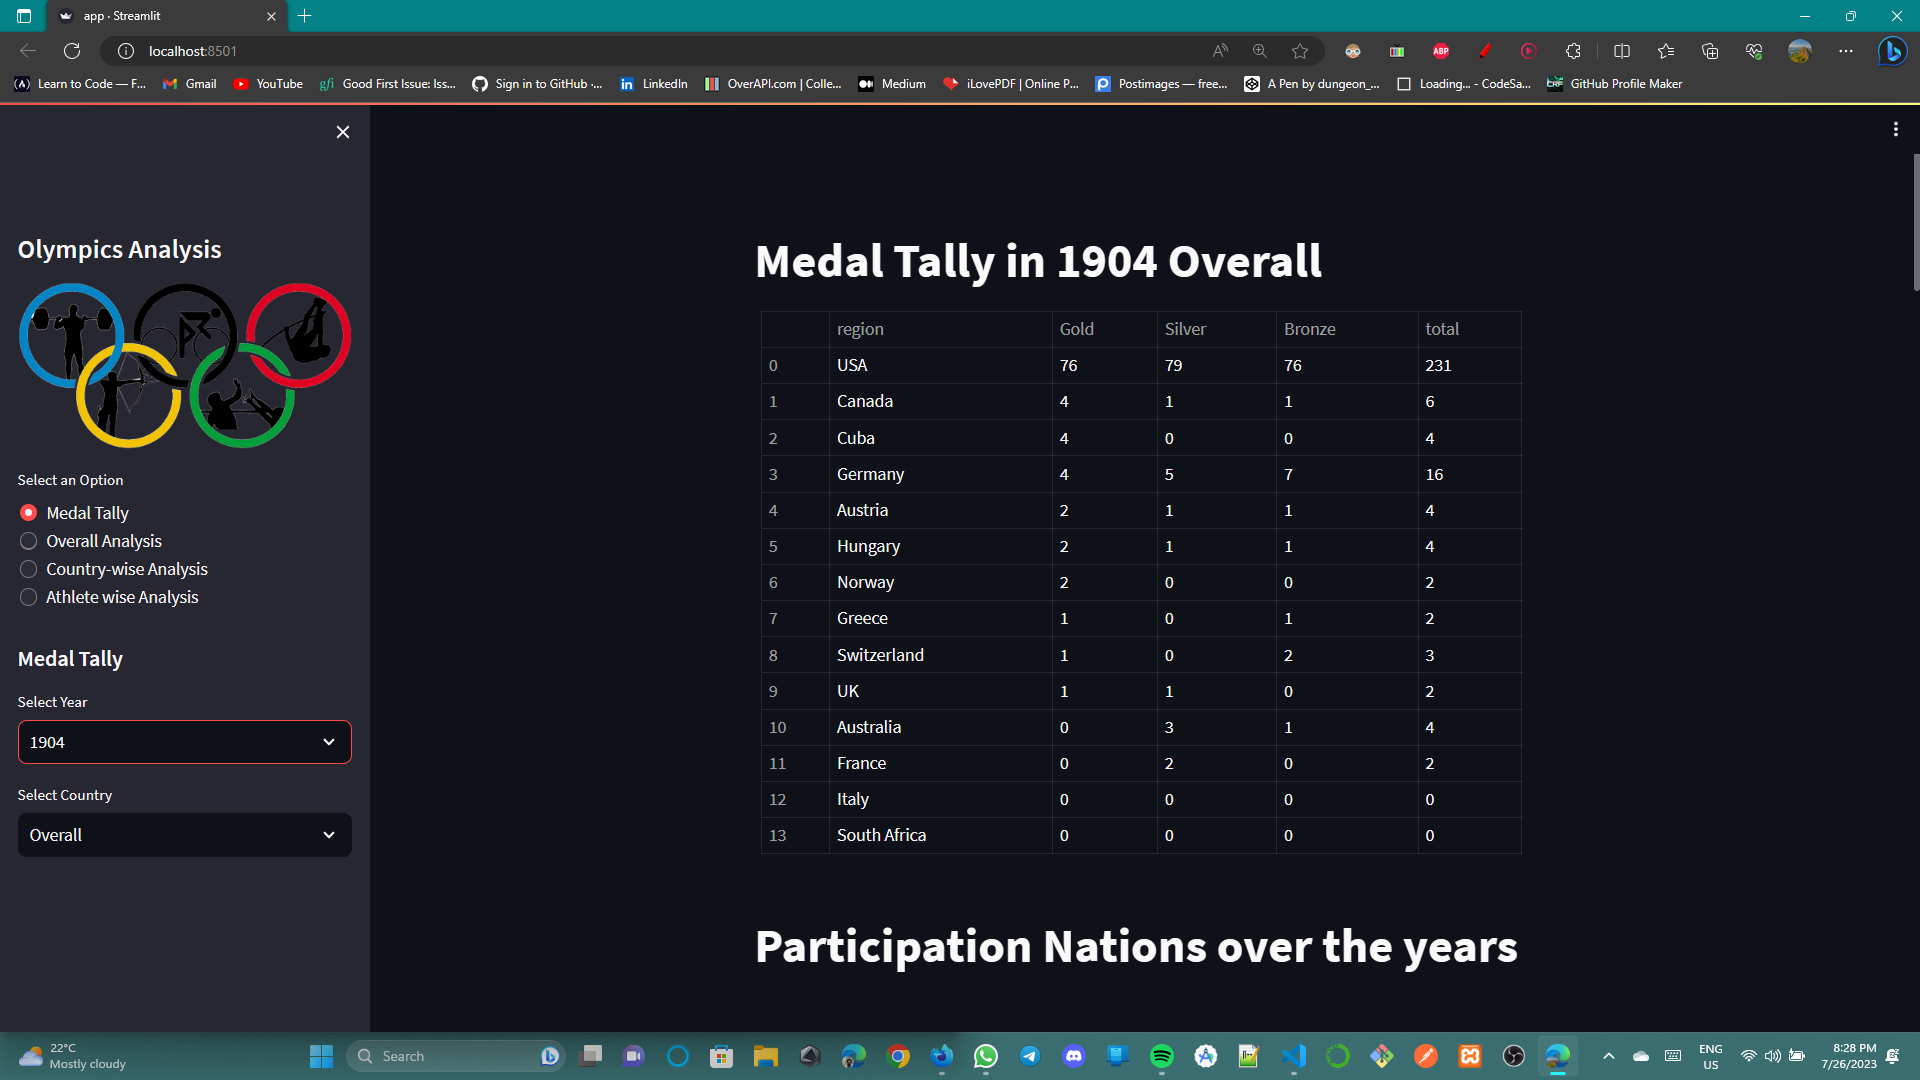 app · Streamlit
localhost:8501
Learn to Code — F...
Gmail
YouTube
gfi Good First Issue: Iss...
Sign in to GitHub ·...
LinkedIn
OverAPI.com | Colle...
Medium
iLovePDF | Online P...
Postimages — free...
A Pen by dungeon_...
Loading... - CodeSa...
GitHub Profile Maker
ABP
Olympics Analysis
Select an Option
Medal Tally
Overall Analysis
Country-wise Analysis
Athlete wise Analysis
Medal Tally
Select Year
1904
Select Country
Overall
Medal Tally in 1904 Overall
region Gold Silver Bronze total
0 USA 76 79 76 231
1 Canada 4 1 1 6
2 Cuba 4 0 0 4
3 Germany 4 5 7 16
4 Austria 2 1 1 4
5 Hungary 2 1 1 4
6 Norway 2 0 0 2
7 Greece 1 0 1 2
8 Switzerland 1 0 2 3
9 UK 1 1 0 2
10 Australia 0 3 1 4
11 France 0 2 0 2
12 Italy 0 0 0 0
13 South Africa 0 0 0 0
Participation Nations over the years
22°C
Mostly cloudy
Search
ENG
US
8:28 PM
7/26/2023